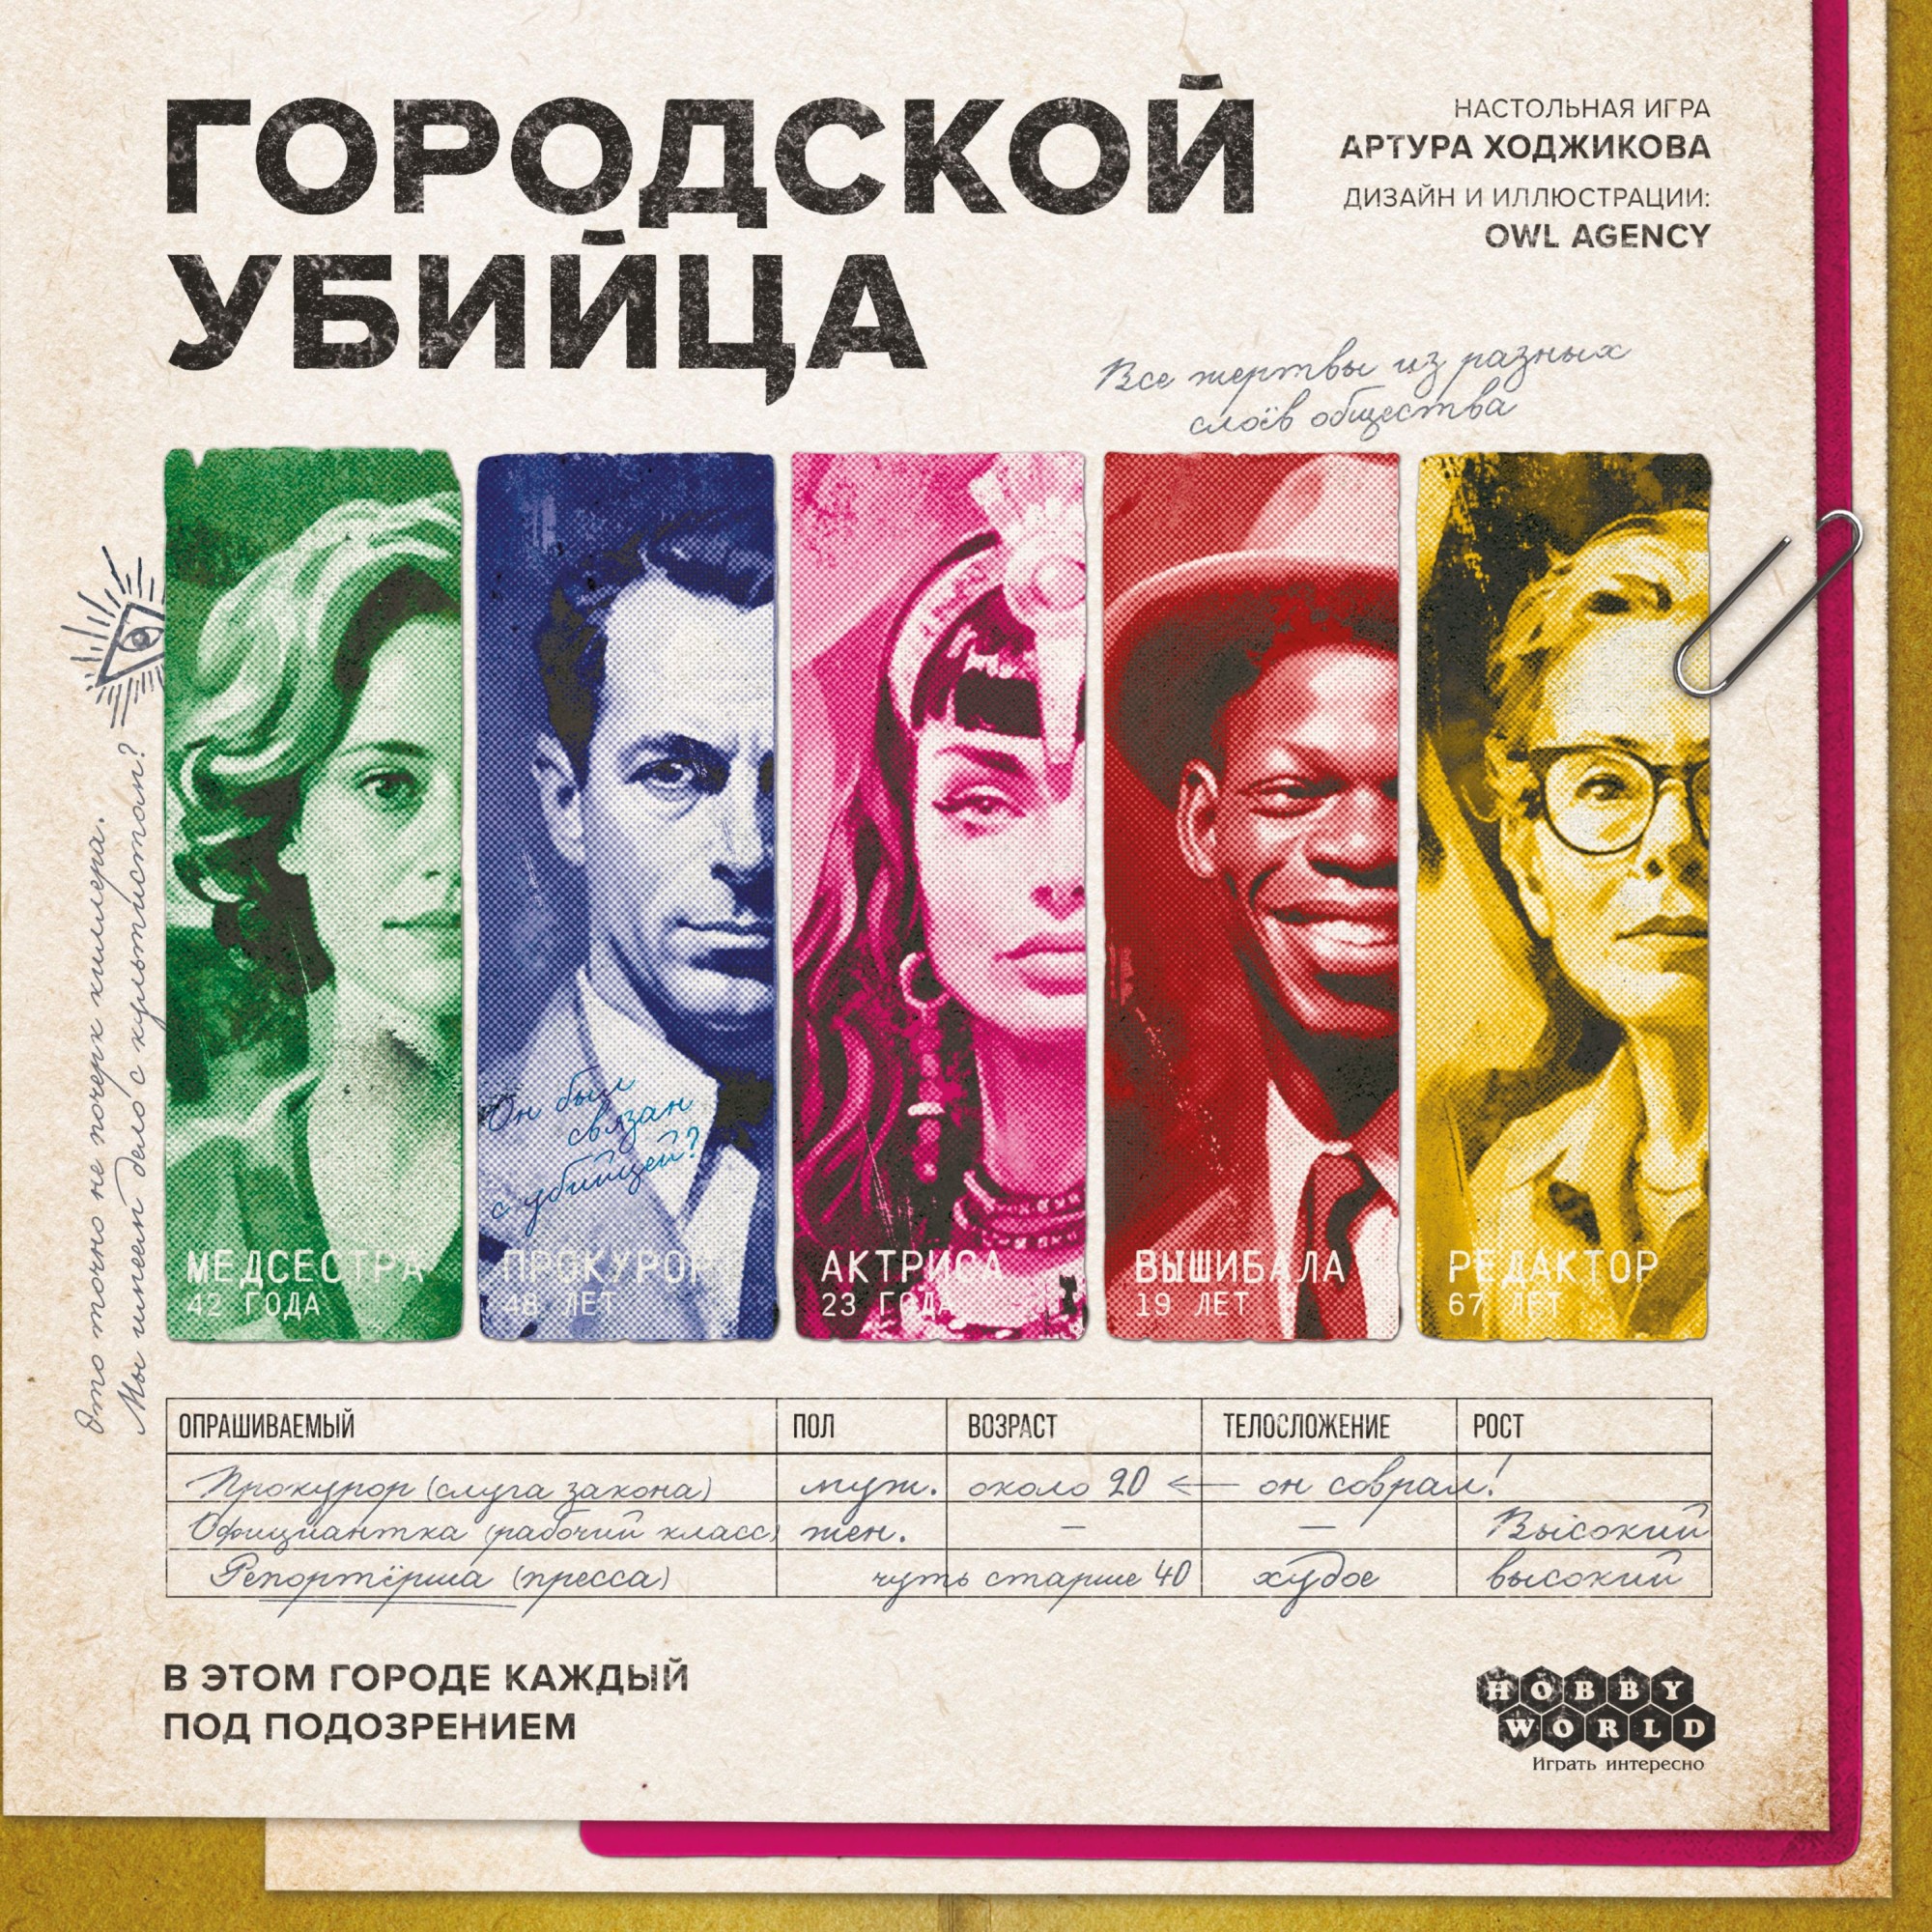 ГОРОДСКОЙ
УБИЙЦА
НАСТОЛЬНАЯ ИГРА
АРТУРА ХОДЖИКОВА
ДИЗАЙН И ИЛЛЮСТРАЦИИ:
OWL AGENCY
Все жертвы из разных
слоёв общества
Это точно не почерк киллера.
Мы имеем дело с культистом?
Он был
связан
с убийцей?
МЕДСЕСТРА
42 ГОДА
ПРОКУРОР
48 ЛЕТ
АКТРИСА
23 ГОДА
ВЫШИБАЛА
19 ЛЕТ
РЕДАКТОР
67 ЛЕТ
ОПРАШИВАЕМЫЙ ПОЛ ВОЗРАСТ ТЕЛОСЛОЖЕНИЕ РОСТ
Прокурор (слуга закона) муж. около 20 ← он соврал!
Официантка (рабочий класс) жен. — — Высокий
Репортёрша (пресса) чуть старше 40 худое высокий
В ЭТОМ ГОРОДЕ КАЖДЫЙ
ПОД ПОДОЗРЕНИЕМ
HOBBY
WORLD
Играть интересно